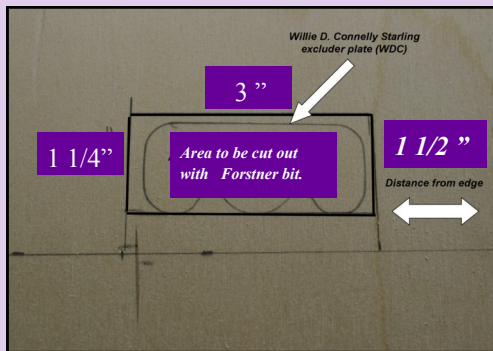 Willie D. Connelly Starling
excluder plate (WDC)
3 ”
1 1/4”
Area to be cut out
with Forstner bit.
1 1/2 ”
Distance from edge